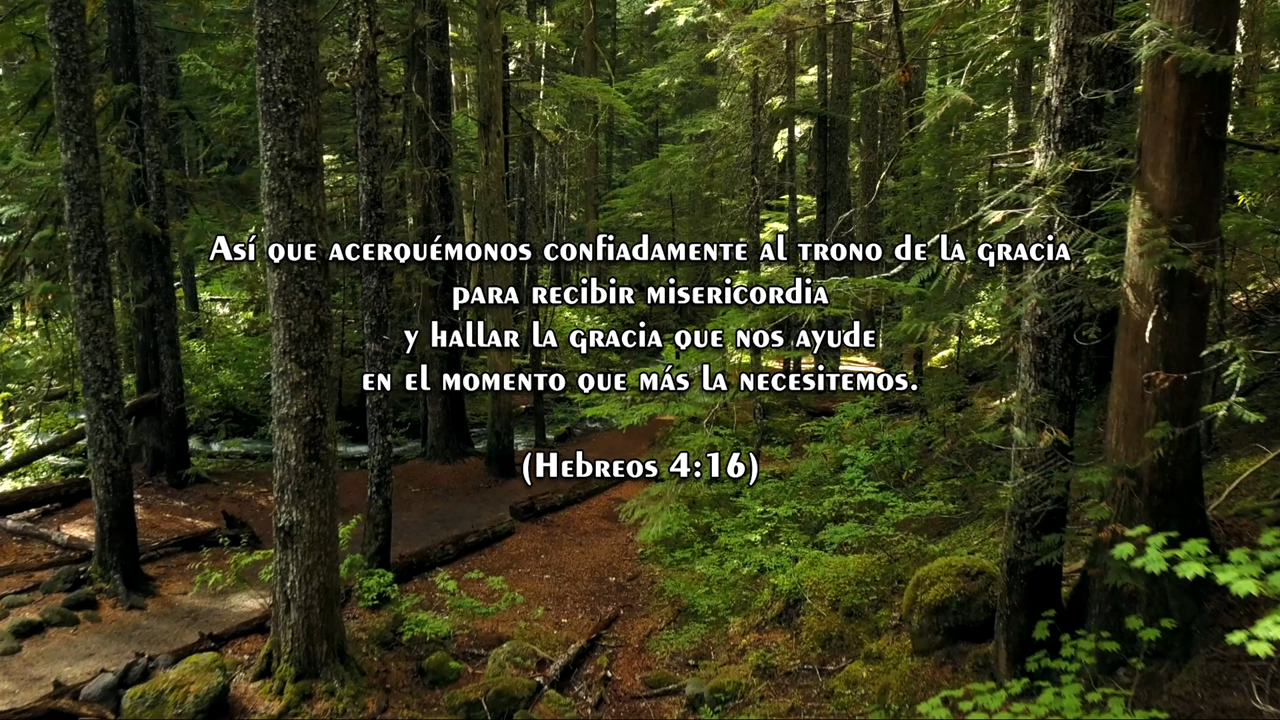 Así que acerquémonos confiadamente al trono de la gracia
para recibir misericordia
y hallar la gracia que nos ayude
en el momento que más la necesitemos.
(Hebreos 4:16)